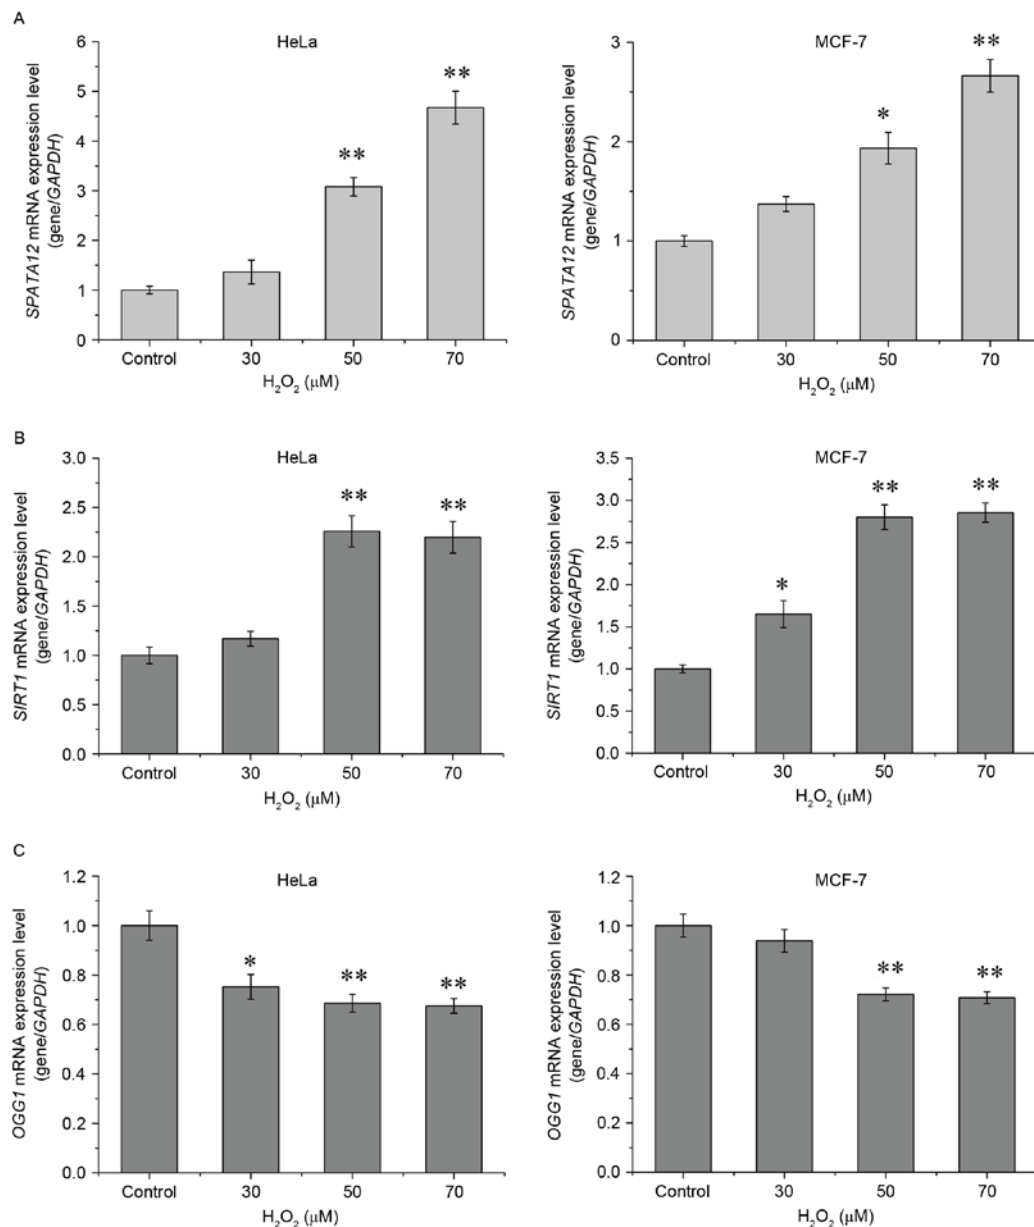 A
HeLa
SPATA12 mRNA expression level
(gene/GAPDH)
6
5
4
3
2
1
0
**
**
Control 30 50 70
H₂O₂ (μM)
MCF-7
SPATA12 mRNA expression level
(gene/GAPDH)
3
2
1
0
*
**
Control 30 50 70
H₂O₂ (μM)
B
HeLa
SIRT1 mRNA expression level
(gene/GAPDH)
3.0
2.5
2.0
1.5
1.0
0.5
0.0
**
**
Control 30 50 70
H₂O₂ (μM)
MCF-7
SIRT1 mRNA expression level
(gene/GAPDH)
3.5
3.0
2.5
2.0
1.5
1.0
0.5
0.0
*
**
**
Control 30 50 70
H₂O₂ (μM)
C
HeLa
OGG1 mRNA expression level
(gene/GAPDH)
1.2
1.0
0.8
0.6
0.4
0.2
0.0
*
**
**
Control 30 50 70
H₂O₂ (μM)
MCF-7
OGG1 mRNA expression level
(gene/GAPDH)
1.2
1.0
0.8
0.6
0.4
0.2
0.0
**
**
Control 30 50 70
H₂O₂ (μM)